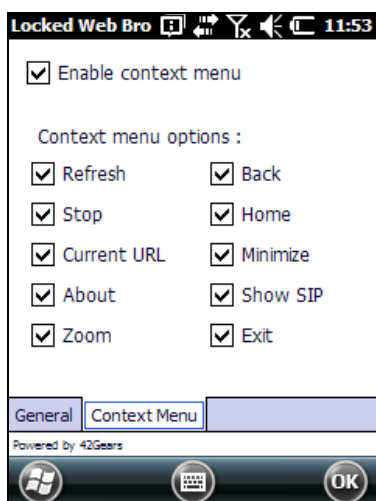 Locked Web Bro 11:53
Enable context menu
Context menu options :
Refresh Back
Stop Home
Current URL Minimize
About Show SIP
Zoom Exit
General Context Menu
Powered by 42Gears
OK